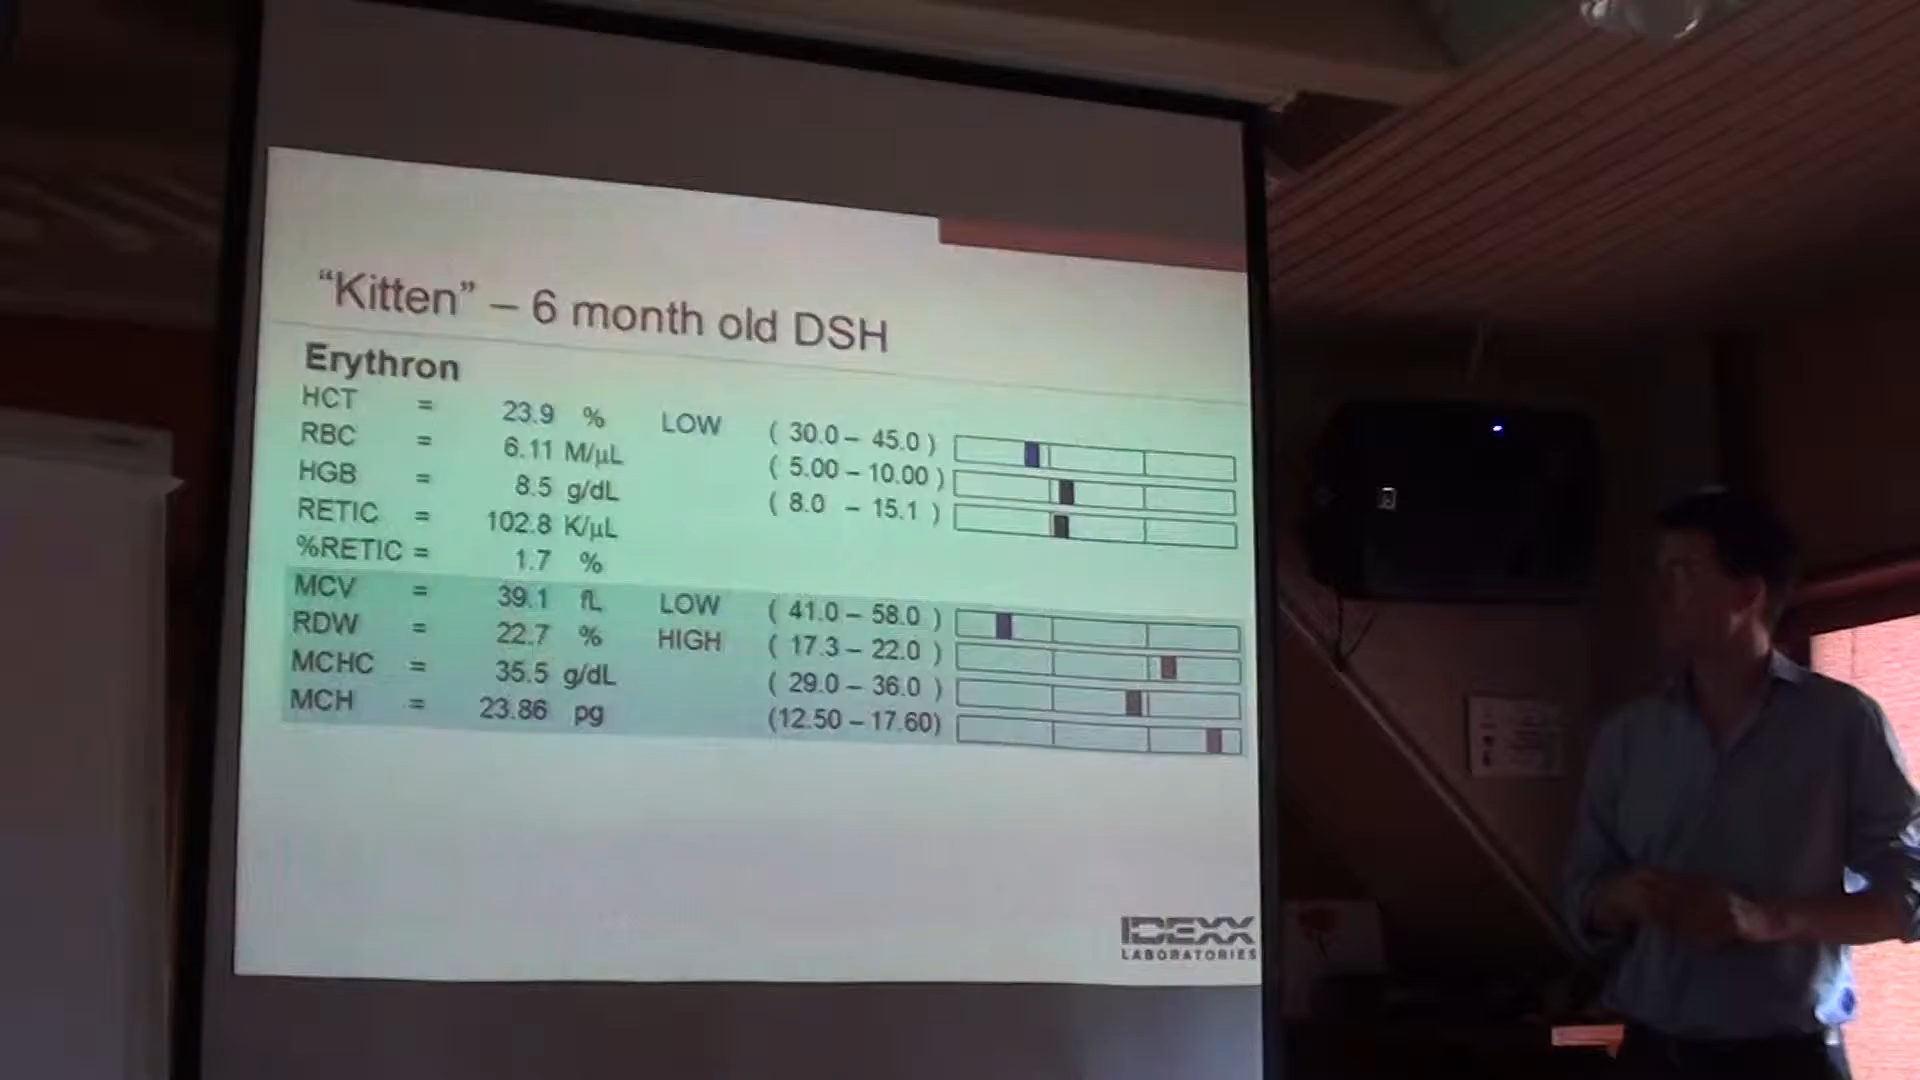 “Kitten” – 6 month old DSH
Erythron
HCT = 23.9 % LOW ( 30.0 – 45.0 )
RBC = 6.11 M/µL ( 5.00 – 10.00 )
HGB = 8.5 g/dL ( 8.0 – 15.1 )
RETIC = 102.8 K/µL
%RETIC = 1.7 %
MCV = 39.1 fL LOW ( 41.0 – 58.0 )
RDW = 22.7 % HIGH ( 17.3 – 22.0 )
MCHC = 35.5 g/dL ( 29.0 – 36.0 )
MCH = 23.86 pg (12.50 – 17.60)
IDEXX
LABORATORIES